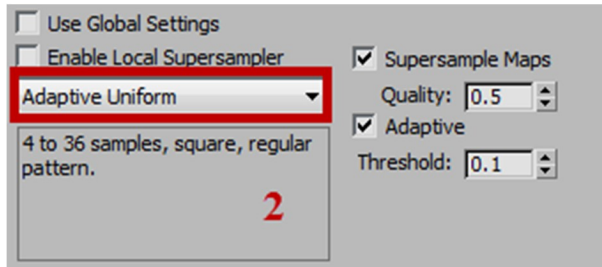 Use Global Settings
Enable Local Supersampler
Adaptive Uniform
4 to 36 samples, square, regular
pattern.
2
Supersample Maps
Quality: 0.5
Adaptive
Threshold: 0.1